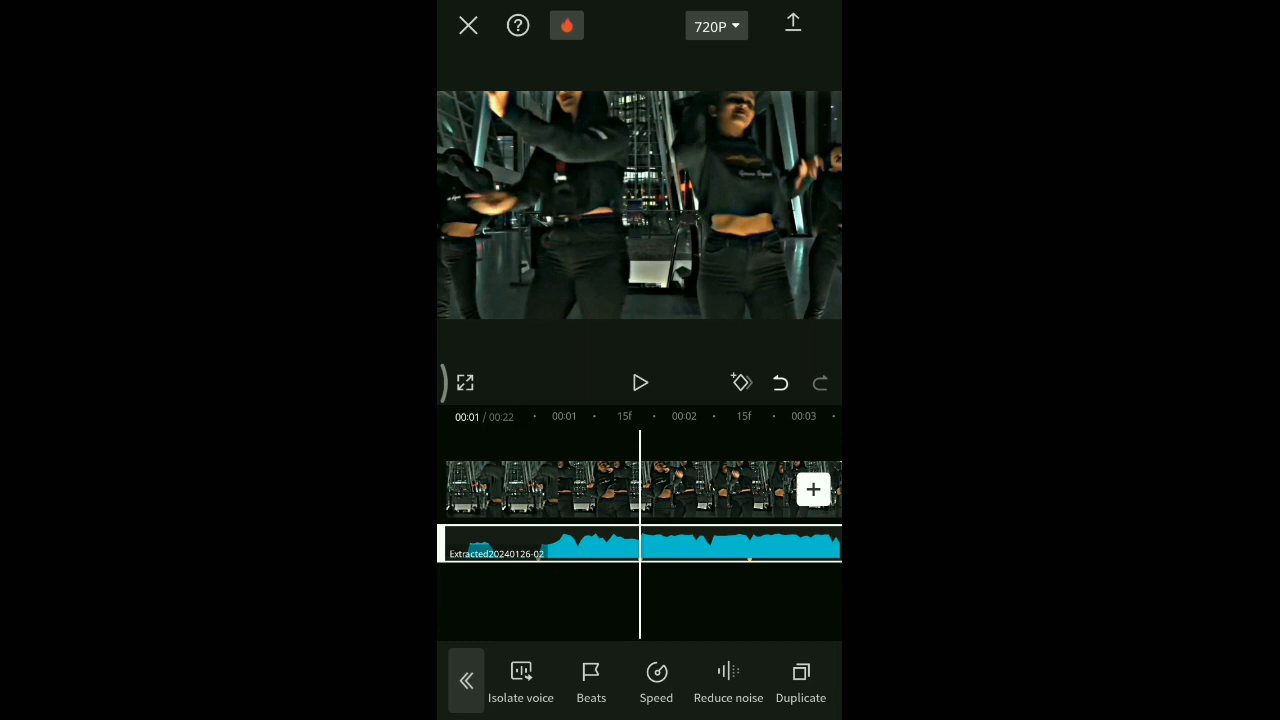 720P
00:01 / 00:22 00:01 15f 00:02 15f 00:03
Extracted20240126-02
Isolate voice Beats Speed Reduce noise Duplicate